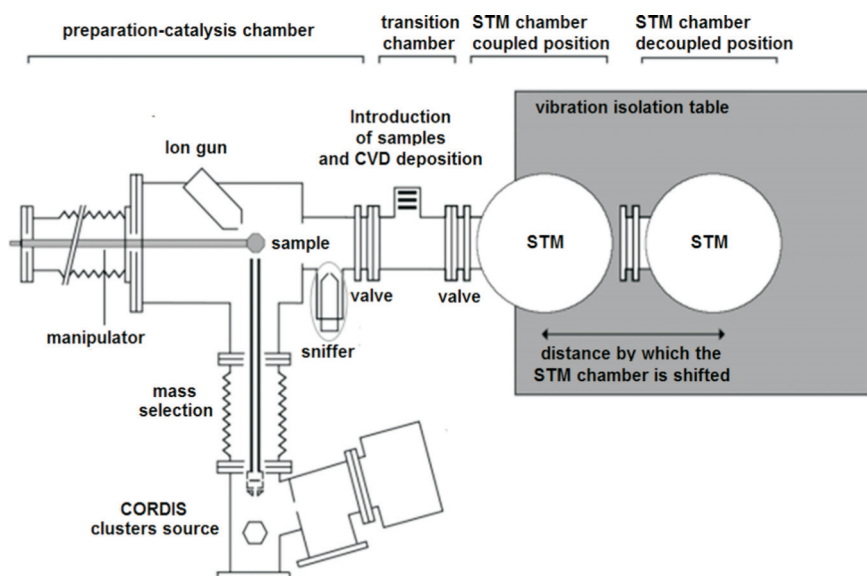 preparation-catalysis chamber
transition
chamber
STM chamber
coupled position
STM chamber
decoupled position
vibration isolation table
Introduction
of samples
and CVD deposition
Ion gun
sample
STM
STM
manipulator
valve
valve
sniffer
distance by which the
STM chamber is shifted
mass
selection
CORDIS
clusters source